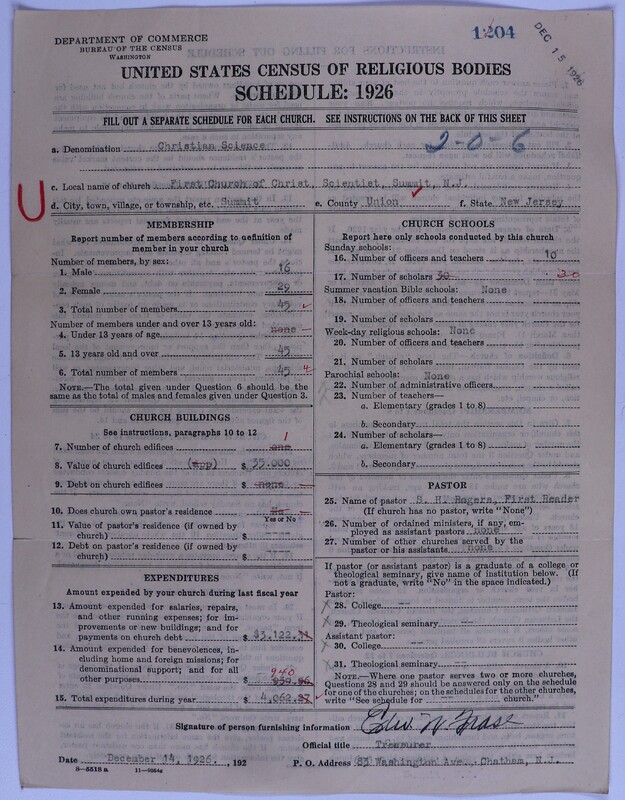 DEPARTMENT OF COMMERCE
BUREAU OF THE CENSUS
WASHINGTON
1204
DEC 15 1926
UNITED STATES CENSUS OF RELIGIOUS BODIES
SCHEDULE: 1926
FILL OUT A SEPARATE SCHEDULE FOR EACH CHURCH. SEE INSTRUCTIONS ON THE BACK OF THIS SHEET
a. Denomination Christian Science 2-0-6
c. Local name of church First Church of Christ, Scientist, Summit, N.J.
U
d. City, town, village, or township, etc. Summit e. County Union f. State New Jersey
MEMBERSHIP
Report number of members according to definition of
member in your church
Number of members, by sex:
1. Male 16
2. Female 29
3. Total number of members 45
Number of members under and over 13 years old:
4. Under 13 years of age none
5. 13 years old and over 45
6. Total number of members 45
NOTE.—The total given under Question 6 should be
same as the total of males and females given under Question 3.
CHURCH BUILDINGS
See instructions, paragraphs 10 to 12
7. Number of church edifices one 1
8. Value of church edifices (app) $ 35.000
9. Debt on church edifices $ none
10. Does church own pastor's residence No
Yes or No
11. Value of pastor's residence (if owned by
church) $ ----
12. Debt on pastor's residence (if owned by
church) $ ----
EXPENDITURES
Amount expended by your church during last fiscal year
13. Amount expended for salaries, repairs,
and other running expenses; for im-
provements or new buildings; and for
payments on church debt $3,122.
14. Amount expended for benevolences, in-
cluding home and foreign missions; for
denominational support; and for all 940
other purposes $
15. Total expenditures during year $ 4,062.
CHURCH SCHOOLS
Report here only schools conducted by this church
Sunday schools:
16. Number of officers and teachers 10
17. Number of scholars 30
Summer vacation Bible schools: None
18. Number of officers and teachers
19. Number of scholars
Week-day religious schools: None
20. Number of officers and teachers
21. Number of scholars
Parochial schools: None
22. Number of administrative officers
23. Number of teachers—
a. Elementary (grades 1 to 8)
b. Secondary
24. Number of scholars—
a. Elementary (grades 1 to 8)
b. Secondary
PASTOR
25. Name of pastor S. H. Bagers, First Reader
(If church has no pastor, write "None")
26. Number of ordained ministers, if any, em-
ployed as assistant pastors none
27. Number of other churches served by the
pastor or his assistants none
If pastor (or assistant pastor) is a graduate of a college or
theological seminary, give name of institution below. (If
not a graduate, write "No" in the space indicated.)
Pastor:
28. College --
29. Theological seminary --
Assistant pastor:
30. College --
31. Theological seminary --
NOTE.—Where one pastor serves two or more churches,
Questions 28 and 29 should be answered only on the schedule
for one of the churches; on the schedules for the other churches,
write "See schedule for -- church."
Signature of person furnishing information
Official title Treasurer
Date December 14, 1926. , 192 P. O. Address 83 Washington Ave. Chatham, N.J.
8—5518 a 11—9064